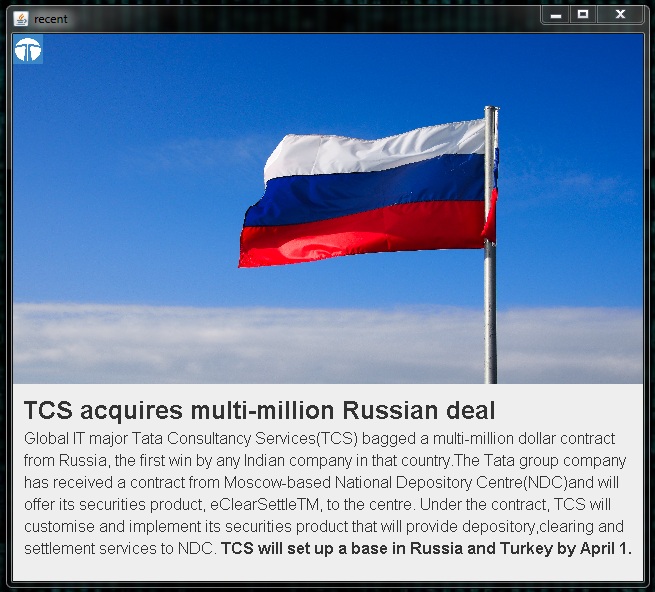 recent
TCS acquires multi-million Russian deal
Global IT major Tata Consultancy Services(TCS) bagged a multi-million dollar contract
from Russia, the first win by any Indian company in that country.The Tata group company
has received a contract from Moscow-based National Depository Centre(NDC)and will
offer its securities product, eClearSettleTM, to the centre. Under the contract, TCS will
customise and implement its securities product that will provide depository,clearing and
settlement services to NDC. TCS will set up a base in Russia and Turkey by April 1.